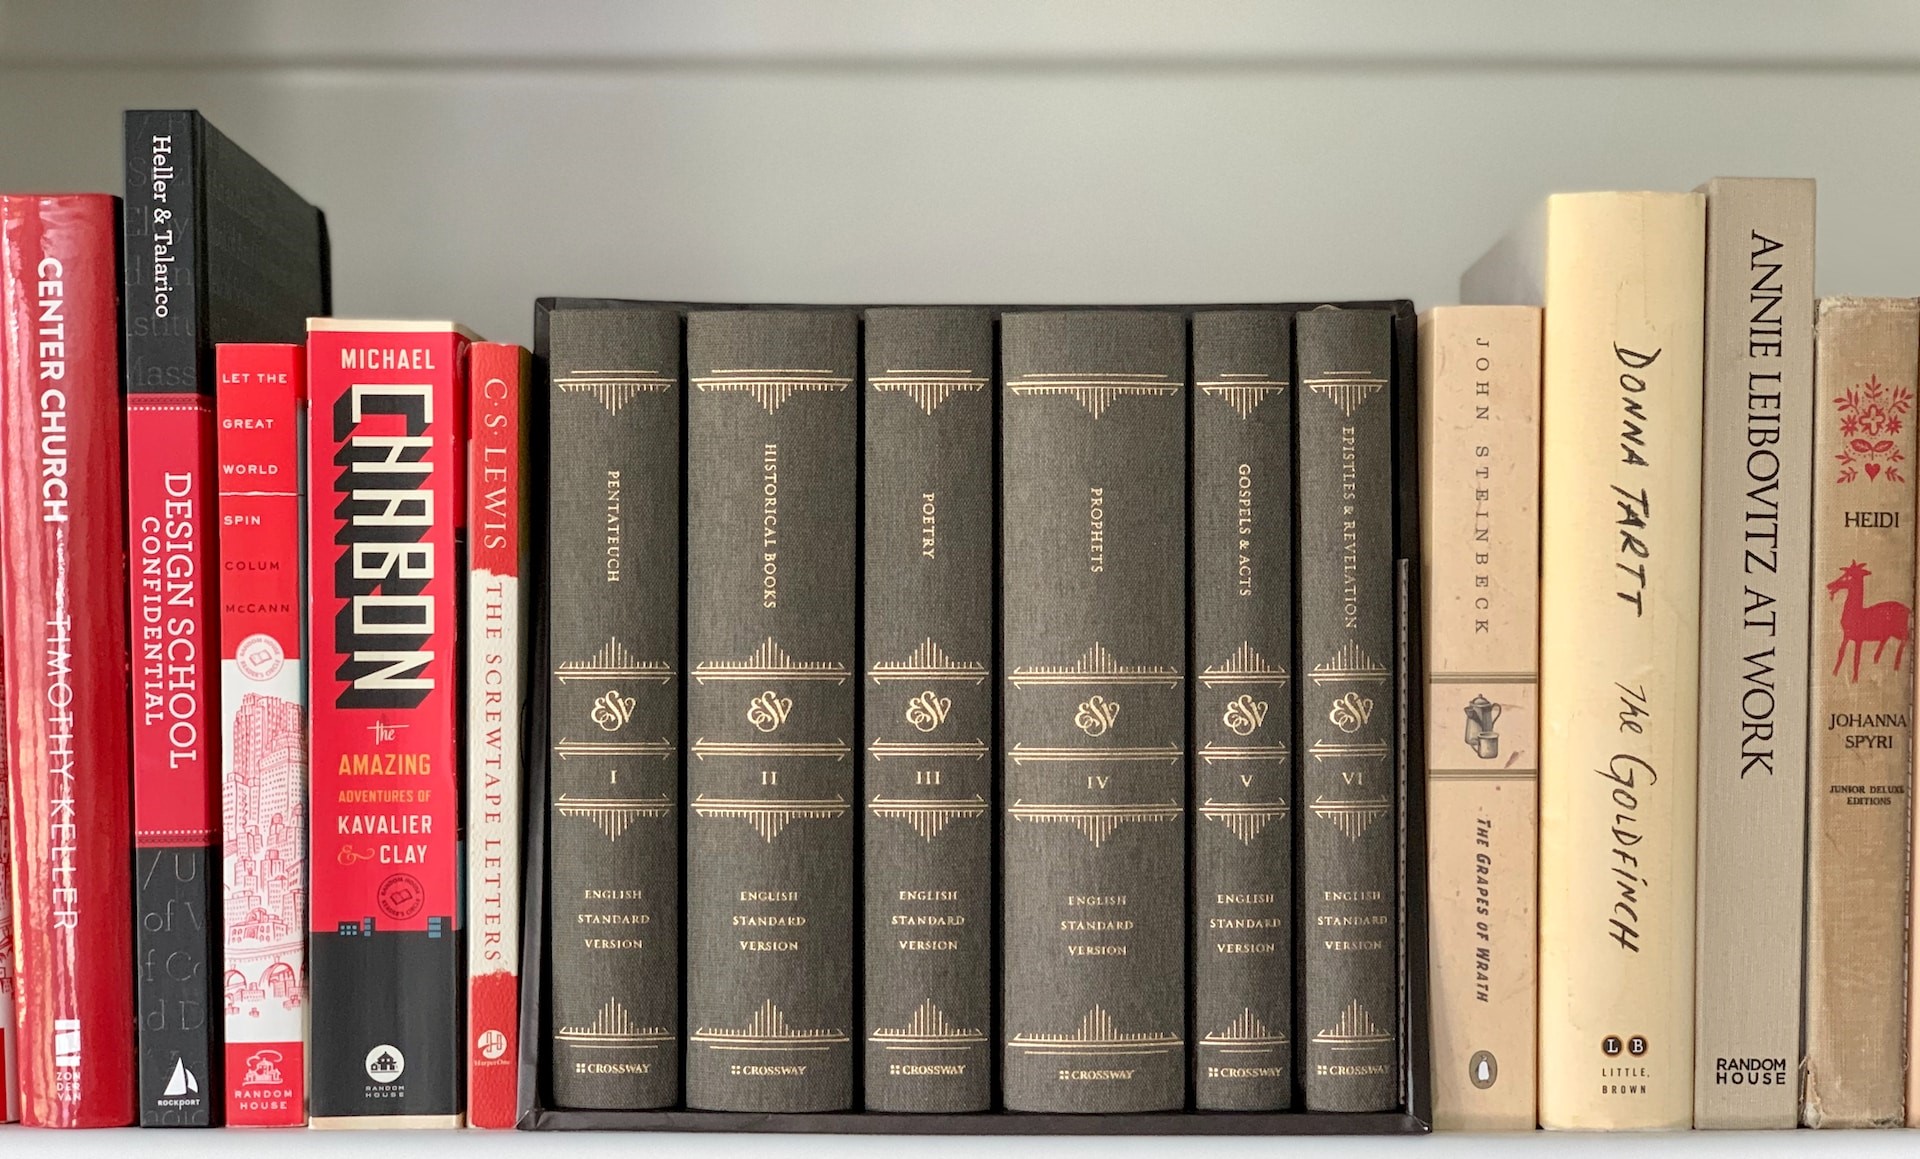 CENTER CHURCH
TIMOTHY KELLER
ZON
DER
VAN
Heller & Talarico
DESIGN SCHOOL
CONFIDENTIAL
ROCKPORT
LET THE
GREAT
WORLD
SPIN
COLUM
McCANN
RANDOM
HOUSE
MICHAEL
CHABON
the
AMAZING
ADVENTURES OF
KAVALIER
& CLAY
RANDOM
HOUSE
C·S·LEWIS
THE SCREWTAPE LETTERS
HarperOne
PENTATEUCH
ESV
I
ENGLISH
STANDARD
VERSION
CROSSWAY
HISTORICAL BOOKS
ESV
II
ENGLISH
STANDARD
VERSION
CROSSWAY
POETRY
ESV
III
ENGLISH
STANDARD
VERSION
CROSSWAY
PROPHETS
ESV
IV
ENGLISH
STANDARD
VERSION
CROSSWAY
GOSPELS & ACTS
ESV
V
ENGLISH
STANDARD
VERSION
CROSSWAY
EPISTLES & REVELATION
ESV
VI
ENGLISH
STANDARD
VERSION
CROSSWAY
JOHN STEINBECK
THE GRAPES OF WRATH
DONNA TARTT The GOLDFINCH
L B
LITTLE,
BROWN
ANNIE LEIBOVITZ AT WORK
RANDOM
HOUSE
HEIDI
JOHANNA
SPYRI
JUNIOR DELUXE
EDITIONS